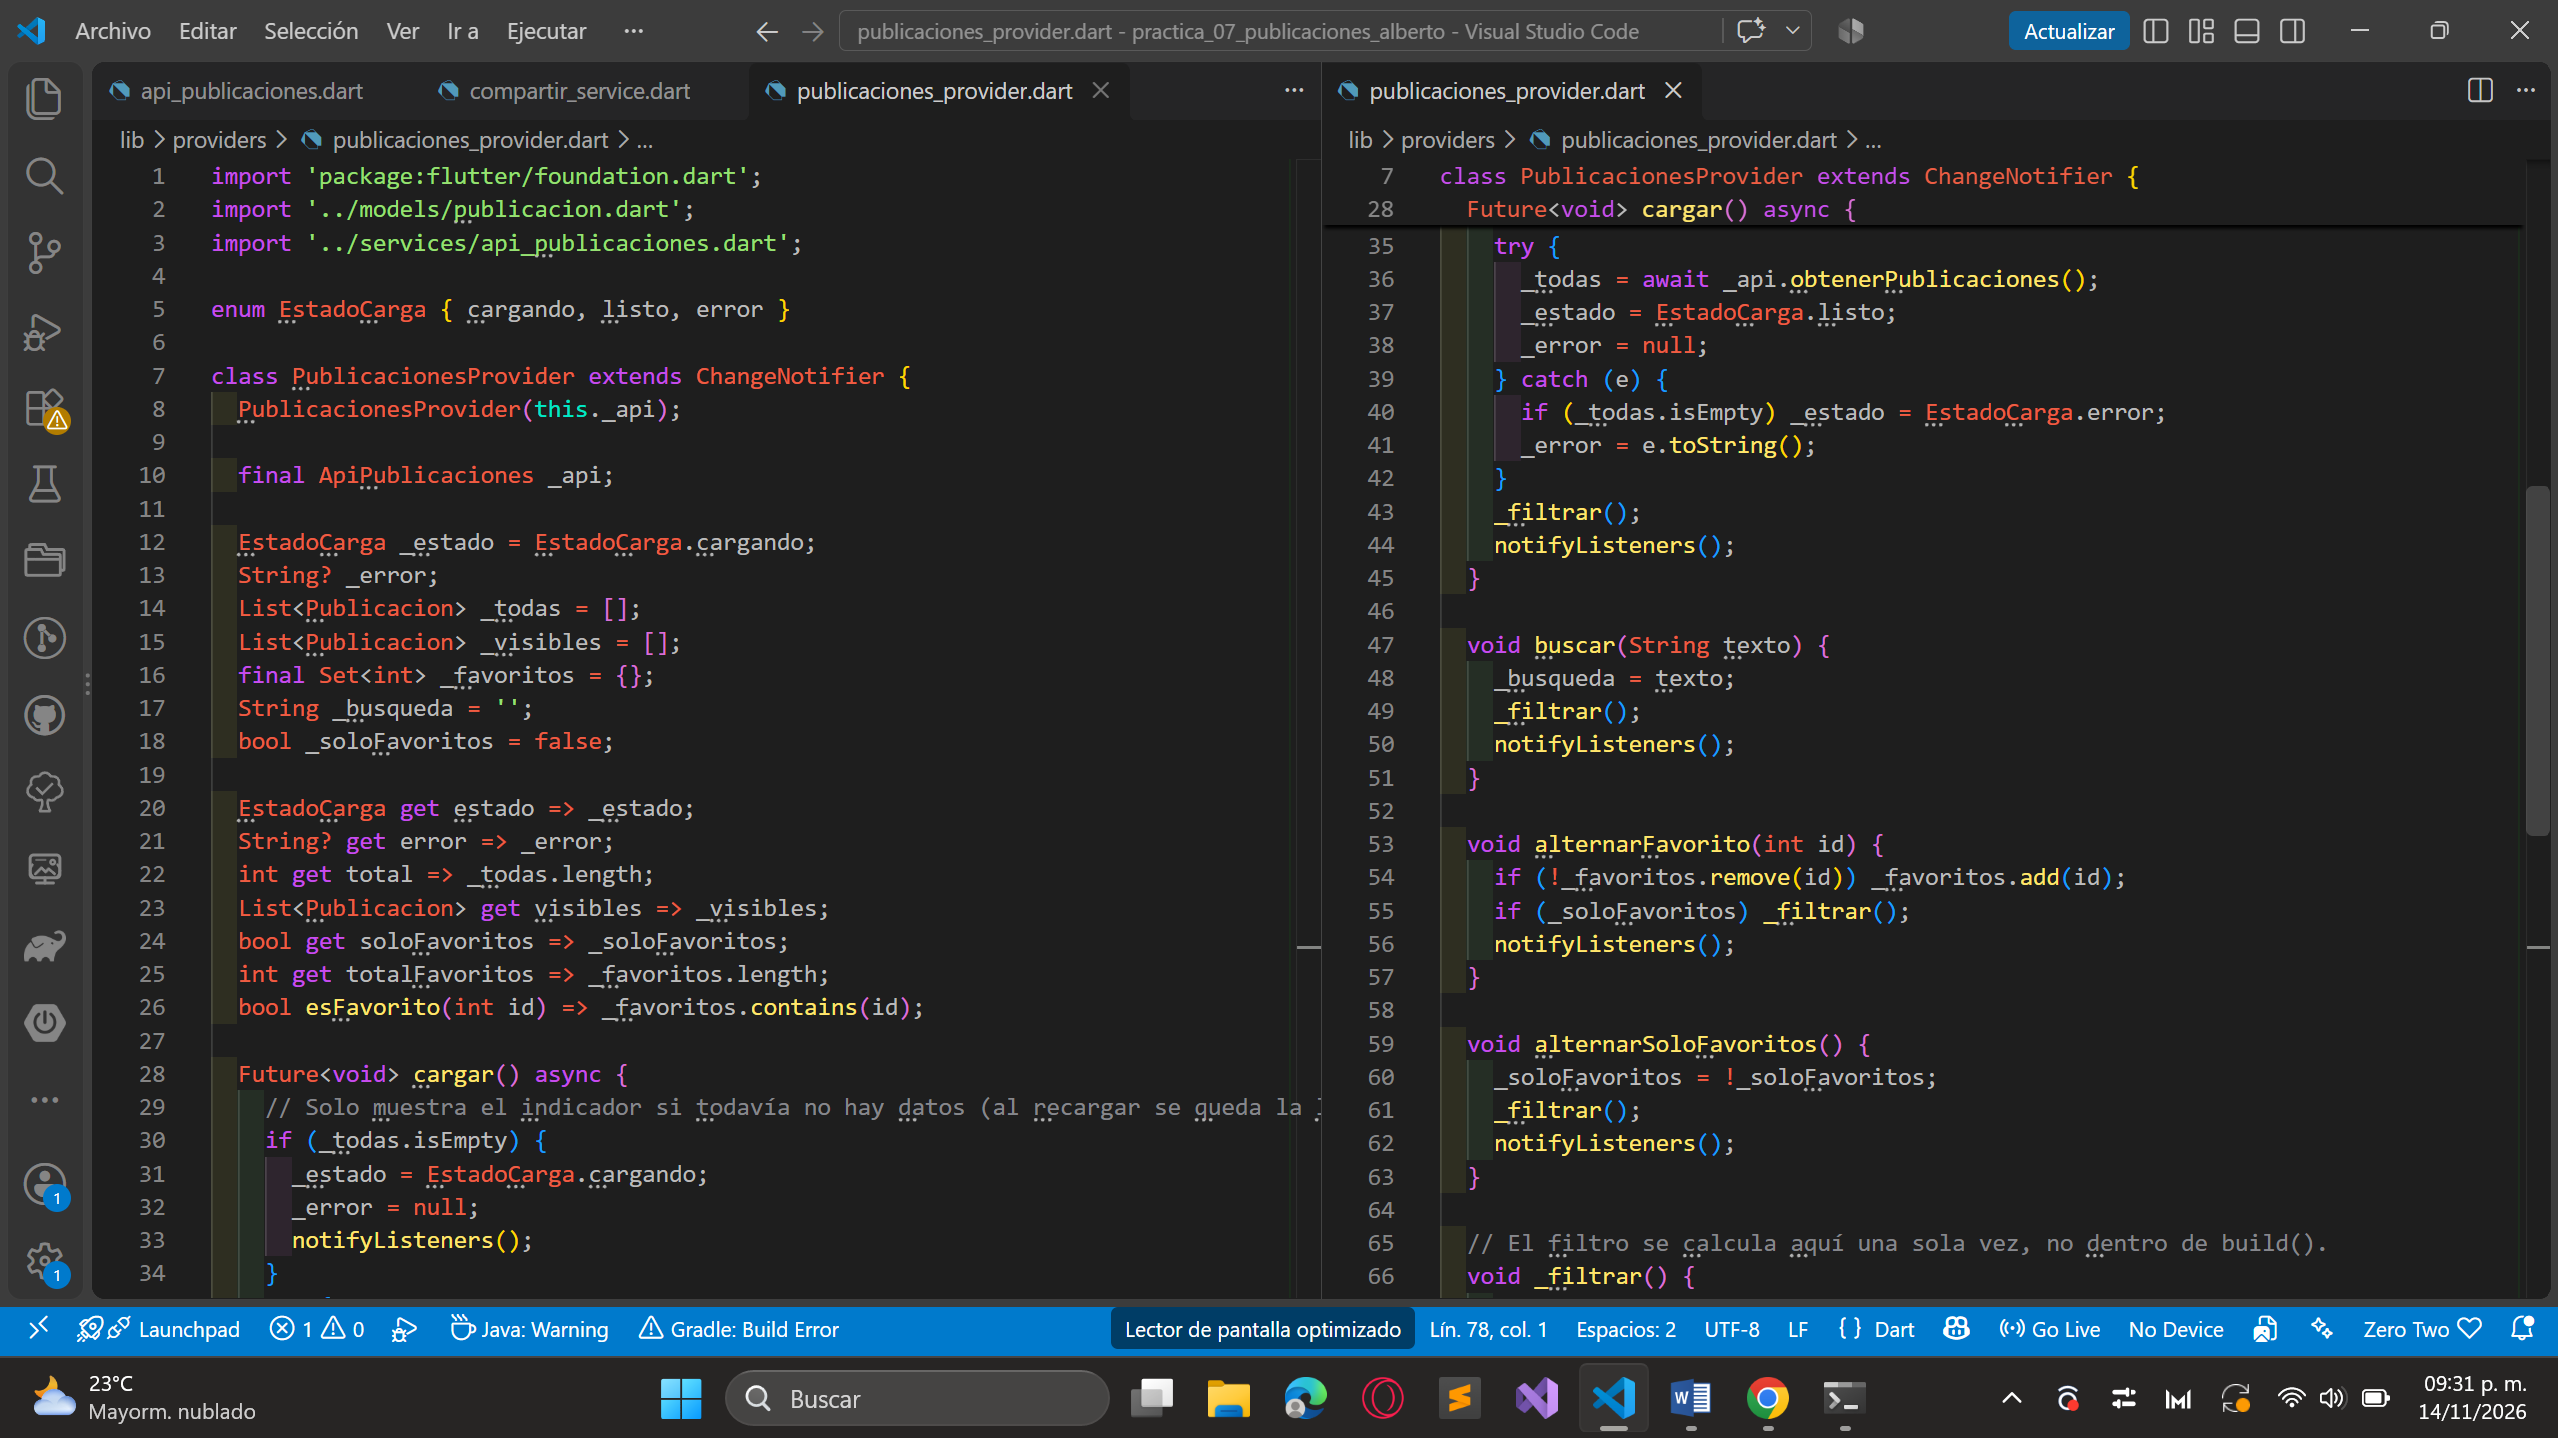 Archivo Editar Selección Ver Ir a Ejecutar ···
publicaciones_provider.dart - practica_07_publicaciones_alberto - Visual Studio Code
Actualizar
api_publicaciones.dart compartir_service.dart publicaciones_provider.dart
lib > providers > publicaciones_provider.dart > ...
1 import 'package:flutter/foundation.dart';
2 import '../models/publicacion.dart';
3 import '../services/api_publicaciones.dart';
4
5 enum EstadoCarga { cargando, listo, error }
6
7 class PublicacionesProvider extends ChangeNotifier {
8 PublicacionesProvider(this._api);
9
10 final ApiPublicaciones _api;
11
12 EstadoCarga _estado = EstadoCarga.cargando;
13 String? _error;
14 List<Publicacion> _todas = [];
15 List<Publicacion> _visibles = [];
16 final Set<int> _favoritos = {};
17 String _busqueda = '';
18 bool _soloFavoritos = false;
19
20 EstadoCarga get estado => _estado;
21 String? get error => _error;
22 int get total => _todas.length;
23 List<Publicacion> get visibles => _visibles;
24 bool get soloFavoritos => _soloFavoritos;
25 int get totalFavoritos => _favoritos.length;
26 bool esFavorito(int id) => _favoritos.contains(id);
27
28 Future<void> cargar() async {
29 // Solo muestra el indicador si todavía no hay datos (al recargar se queda la
30 if (_todas.isEmpty) {
31 _estado = EstadoCarga.cargando;
32 _error = null;
33 notifyListeners();
34 }
publicaciones_provider.dart
lib > providers > publicaciones_provider.dart > ...
7 class PublicacionesProvider extends ChangeNotifier {
28 Future<void> cargar() async {
35 try {
36 _todas = await _api.obtenerPublicaciones();
37 _estado = EstadoCarga.listo;
38 _error = null;
39 } catch (e) {
40 if (_todas.isEmpty) _estado = EstadoCarga.error;
41 _error = e.toString();
42 }
43 _filtrar();
44 notifyListeners();
45 }
46
47 void buscar(String texto) {
48 _busqueda = texto;
49 _filtrar();
50 notifyListeners();
51 }
52
53 void alternarFavorito(int id) {
54 if (!_favoritos.remove(id)) _favoritos.add(id);
55 if (_soloFavoritos) _filtrar();
56 notifyListeners();
57 }
58
59 void alternarSoloFavoritos() {
60 _soloFavoritos = !_soloFavoritos;
61 _filtrar();
62 notifyListeners();
63 }
64
65 // El filtro se calcula aquí una sola vez, no dentro de build().
66 void _filtrar() {
1
1
Launchpad 1 0 Java: Warning Gradle: Build Error Lector de pantalla optimizado Lín. 78, col. 1 Espacios: 2 UTF-8 LF {} Dart Go Live No Device Zero Two
23°C
Mayorm. nublado
Buscar
09:31 p. m.
14/11/2026